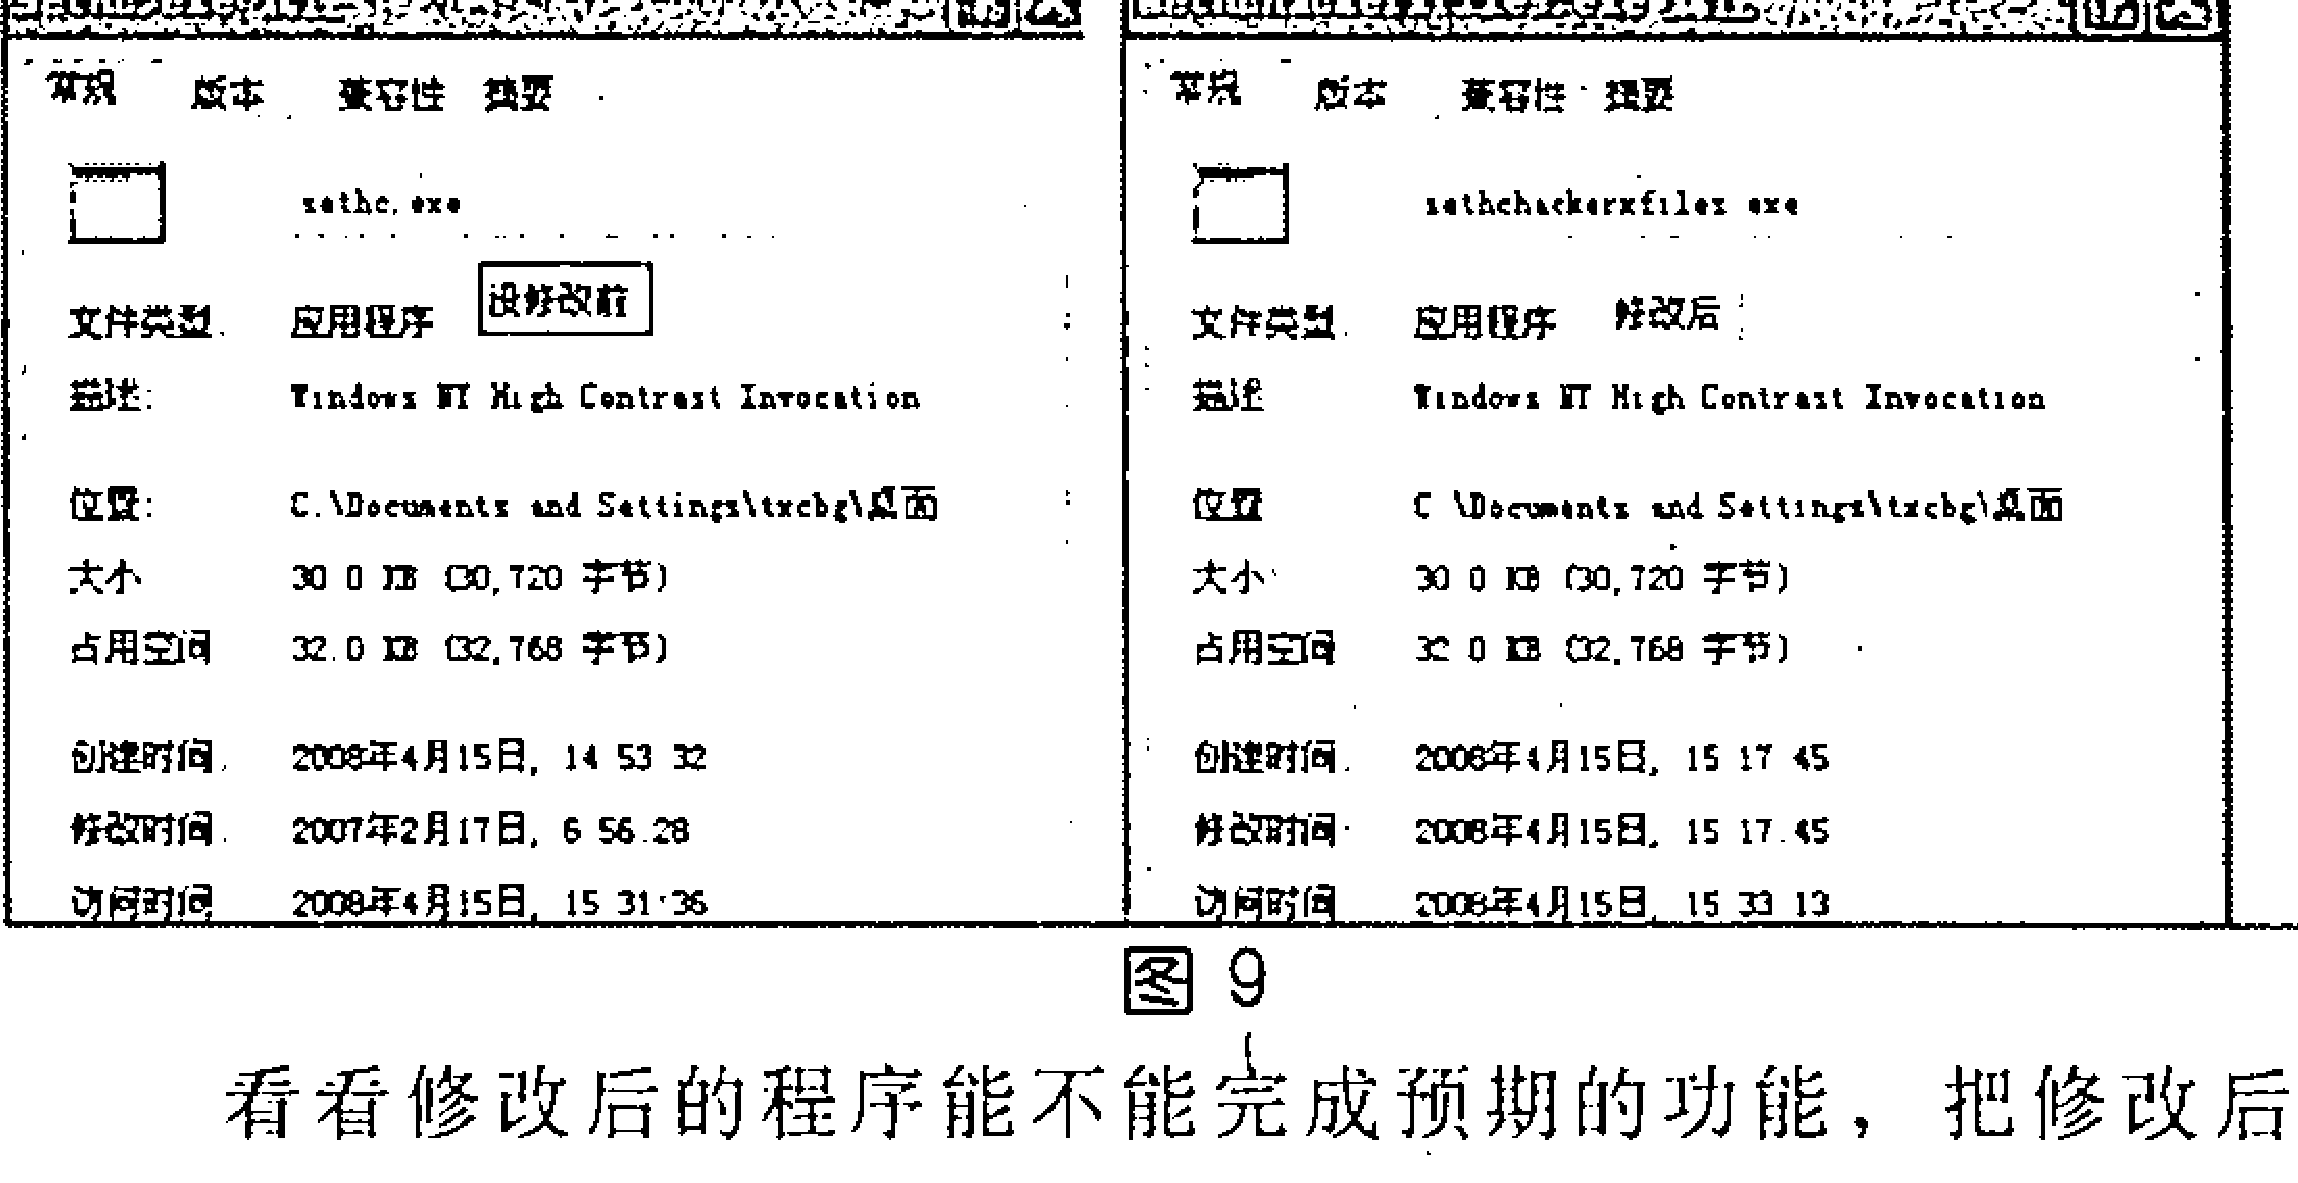 常规 版本 兼容性 摘要
sethc.exe
没修改前
文件类型 应用程序
描述: Windows NT High Contrast Invocation
位置: C:\Documents and Settings\txcbg\桌面
大小 30.0 KB (30,720 字节)
占用空间 32.0 KB (32,768 字节)
创建时间 2008年4月15日, 14 53 32
修改时间 2007年2月17日, 6 56.28
访问时间 2008年4月15日, 15 31:36
常规 版本 兼容性 摘要
sethchackerxfiles exe
文件类型 应用程序 修改后
描述 Windows NT High Contrast Invocation
位置 C \Documents and Settings\txcbg\桌面
大小 30 0 KB (30,720 字节)
占用空间 32 0 KB (32,768 字节)
创建时间 2008年4月15日, 15 17 45
修改时间 2008年4月15日, 15 17.45
访问时间 2008年4月15日, 15 33 13
图 9
看看修改后的程序能不能完成预期的功能，把修改后